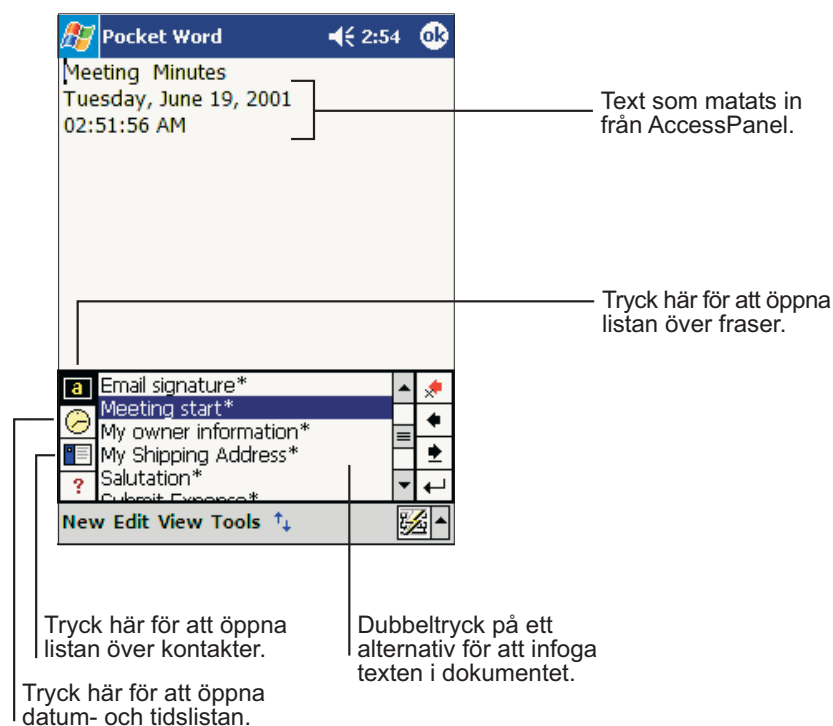 Pocket Word 2:54 ok
Meeting Minutes
Tuesday, June 19, 2001
02:51:56 AM
Text som matats in
från AccessPanel.
Tryck här för att öppna
listan över fraser.
a
Email signature*
Meeting start*
My owner information*
My Shipping Address*
? Salutation*
Submit Expense*
New Edit View Tools
Tryck här för att öppna
listan över kontakter.
Dubbeltryck på ett
alternativ för att infoga
texten i dokumentet.
Tryck här för att öppna
datum- och tidslistan.